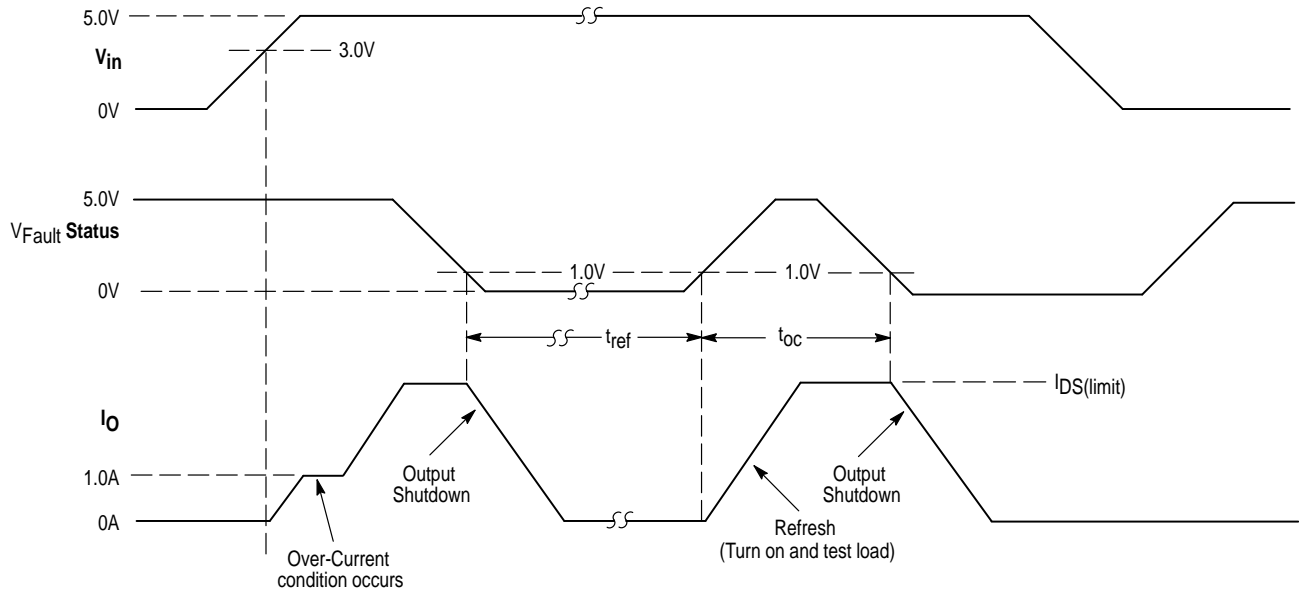 5.0V
Vin
3.0V
0V
5.0V
VFault Status
1.0V
1.0V
0V
tref
toc
IDS(limit)
IO
1.0A
Output
Shutdown
Output
Shutdown
0A
Refresh
(Turn on and test load)
Over-Current
condition occurs